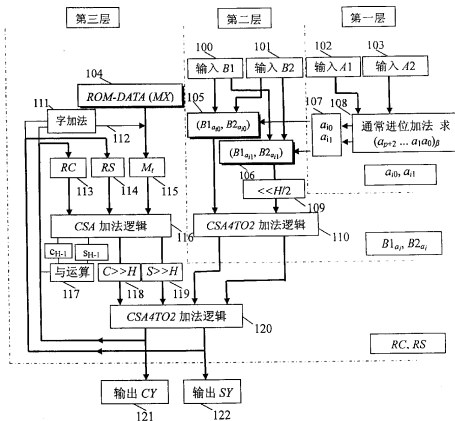 第三层
第二层
第一层
100
101
102
103
输入 B1
输入 B2
输入 A1
输入 A2
104
ROM-DATA (MX)
105
107
108
111
字加法
112
(B1ai0, B2ai0)
ai0
ai1
通常进位加法 求
(ap+2 ... a1a0)β
(B1ai1, B2ai1)
106
RC
RS
Mt
113
114
115
<<H/2
109
ai0, ai1
CSA 加法逻辑
116
CSA4TO2 加法逻辑
110
cH-1
sH-1
与运算
117
C>>H
S>>H
118
119
B1ai, B2ai
CSA4TO2 加法逻辑
120
RC、RS
输出 CY
输出 SY
121
122